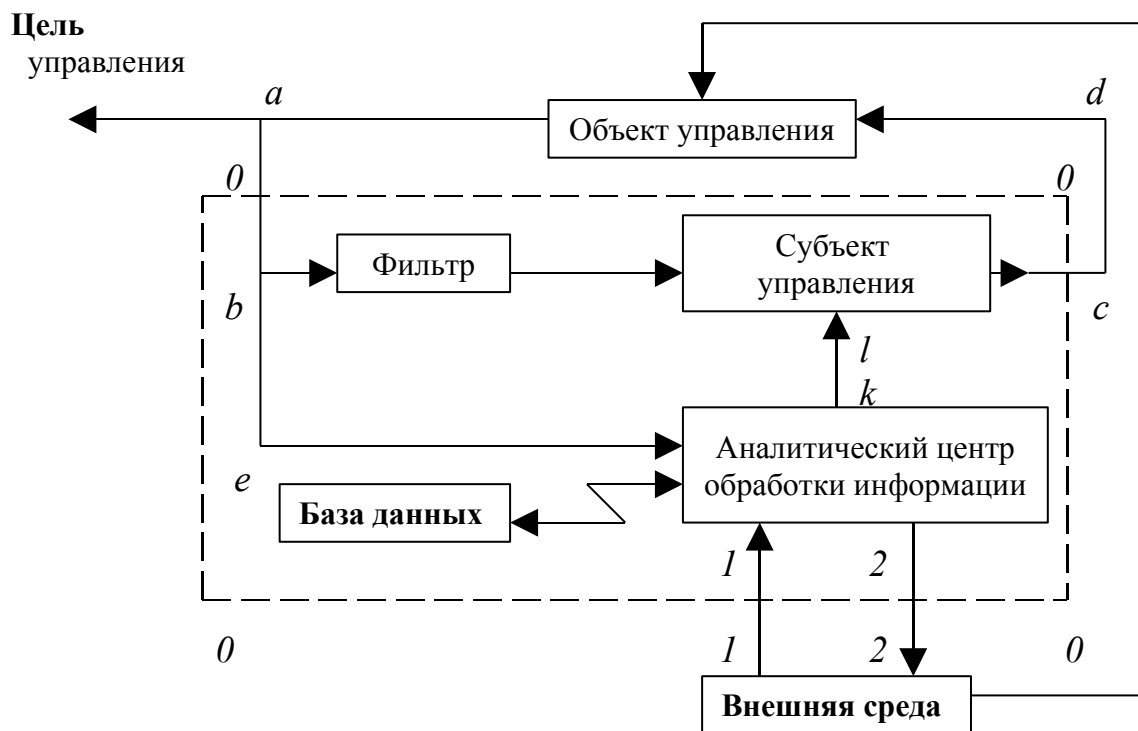 Цель
управления
a
d
Объект управления
0
0
Фильтр
Субъект
управления
b
c
l
k
Аналитический центр
обработки информации
e
База данных
1
2
0
1
2
0
Внешняя среда